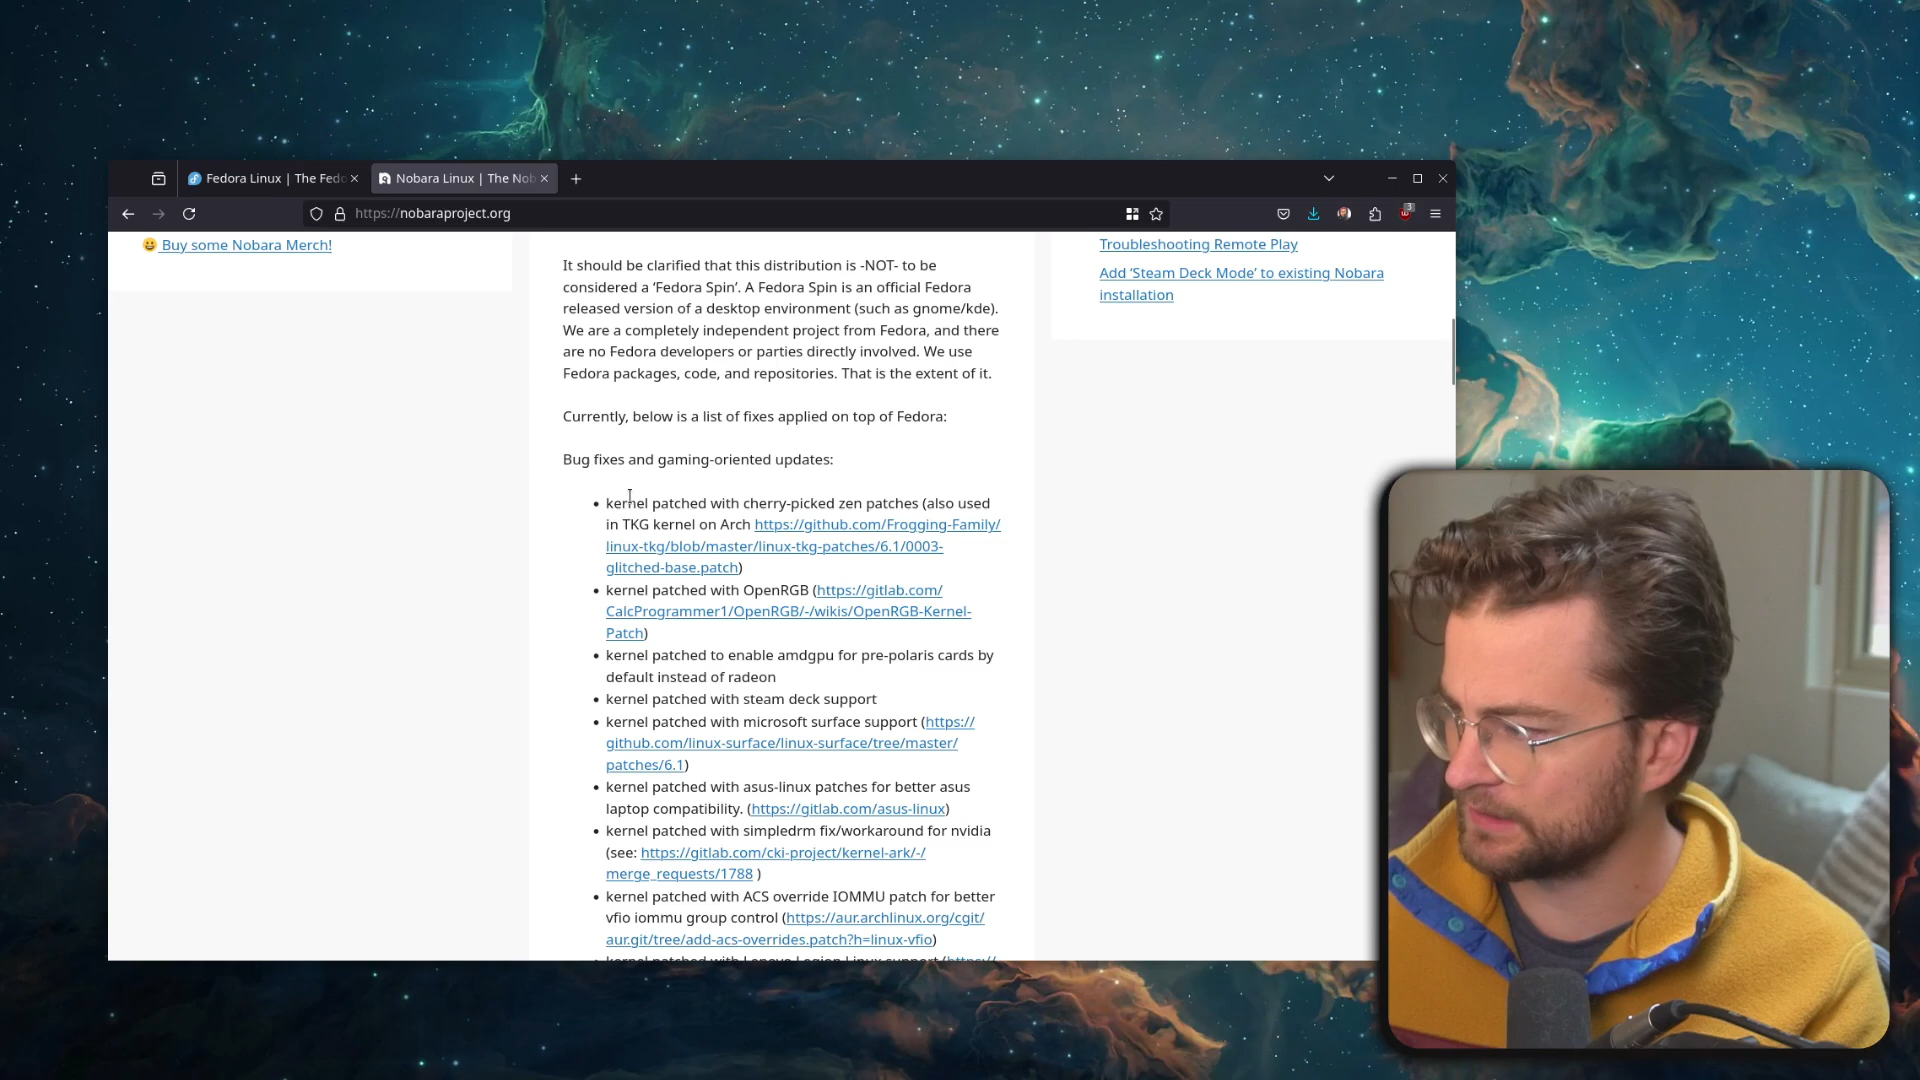 Fedora Linux | The Fedo
Nobara Linux | The Nob
https://nobaraproject.org
3
Buy some Nobara Merch!
It should be clarified that this distribution is -NOT- to be
considered a ‘Fedora Spin’. A Fedora Spin is an official Fedora
released version of a desktop environment (such as gnome/kde).
We are a completely independent project from Fedora, and there
are no Fedora developers or parties directly involved. We use
Fedora packages, code, and repositories. That is the extent of it.
Currently, below is a list of fixes applied on top of Fedora:
Bug fixes and gaming-oriented updates:
• kernel patched with cherry-picked zen patches (also used
in TKG kernel on Arch https://github.com/Frogging-Family/
linux-tkg/blob/master/linux-tkg-patches/6.1/0003-
glitched-base.patch)
• kernel patched with OpenRGB (https://gitlab.com/
CalcProgrammer1/OpenRGB/-/wikis/OpenRGB-Kernel-
Patch)
• kernel patched to enable amdgpu for pre-polaris cards by
default instead of radeon
• kernel patched with steam deck support
• kernel patched with microsoft surface support (https://
github.com/linux-surface/linux-surface/tree/master/
patches/6.1)
• kernel patched with asus-linux patches for better asus
laptop compatibility. (https://gitlab.com/asus-linux)
• kernel patched with simpledrm fix/workaround for nvidia
(see: https://gitlab.com/cki-project/kernel-ark/-/
merge_requests/1788 )
• kernel patched with ACS override IOMMU patch for better
vfio iommu group control (https://aur.archlinux.org/cgit/
aur.git/tree/add-acs-overrides.patch?h=linux-vfio)
• kernel patched with Lenovo Legion Linux support (https://
Troubleshooting Remote Play
Add ‘Steam Deck Mode’ to existing Nobara
installation